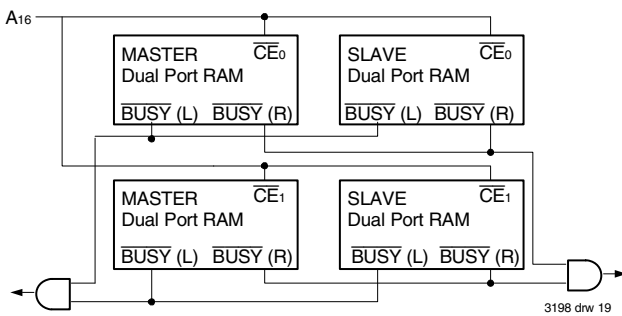 A16
MASTER CE0
Dual Port RAM
BUSY (L) BUSY (R)
SLAVE CE0
Dual Port RAM
BUSY (L) BUSY (R)
MASTER CE1
Dual Port RAM
BUSY (L) BUSY (R)
SLAVE CE1
Dual Port RAM
BUSY (L) BUSY (R)
3198 drw 19